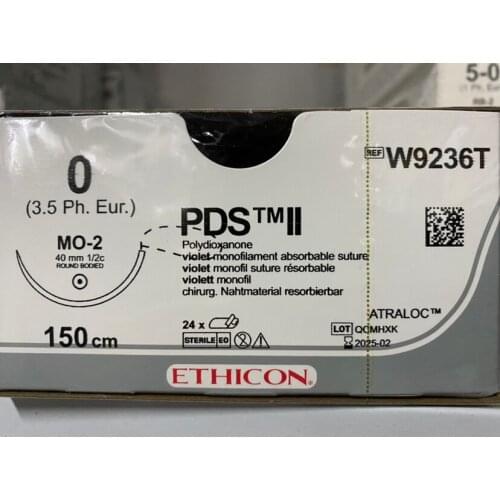 5-0
0
(3.5 Ph. Eur.)
MO-2
40 mm 1/2c
ROUND BODIED
150 cm
PDS™II
Polydioxanone
violet monofilament absorbable suture
violet monofil suture résorbable
violett monofil
chirurg. Nahtmaterial resorbierbar
24 x
STERILE EO
ETHICON
REF W9236T
ATRALOC™
LOT QCMHXK
2025-02